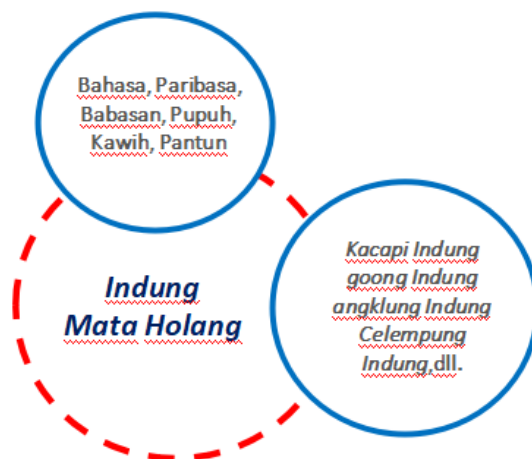 Bahasa, Paribasa,
Babasan, Pupuh,
Kawih, Pantun
Indung
Mata Holang
Kacapi Indung
goong Indung
angklung Indung
Celempung
Indung,dll.